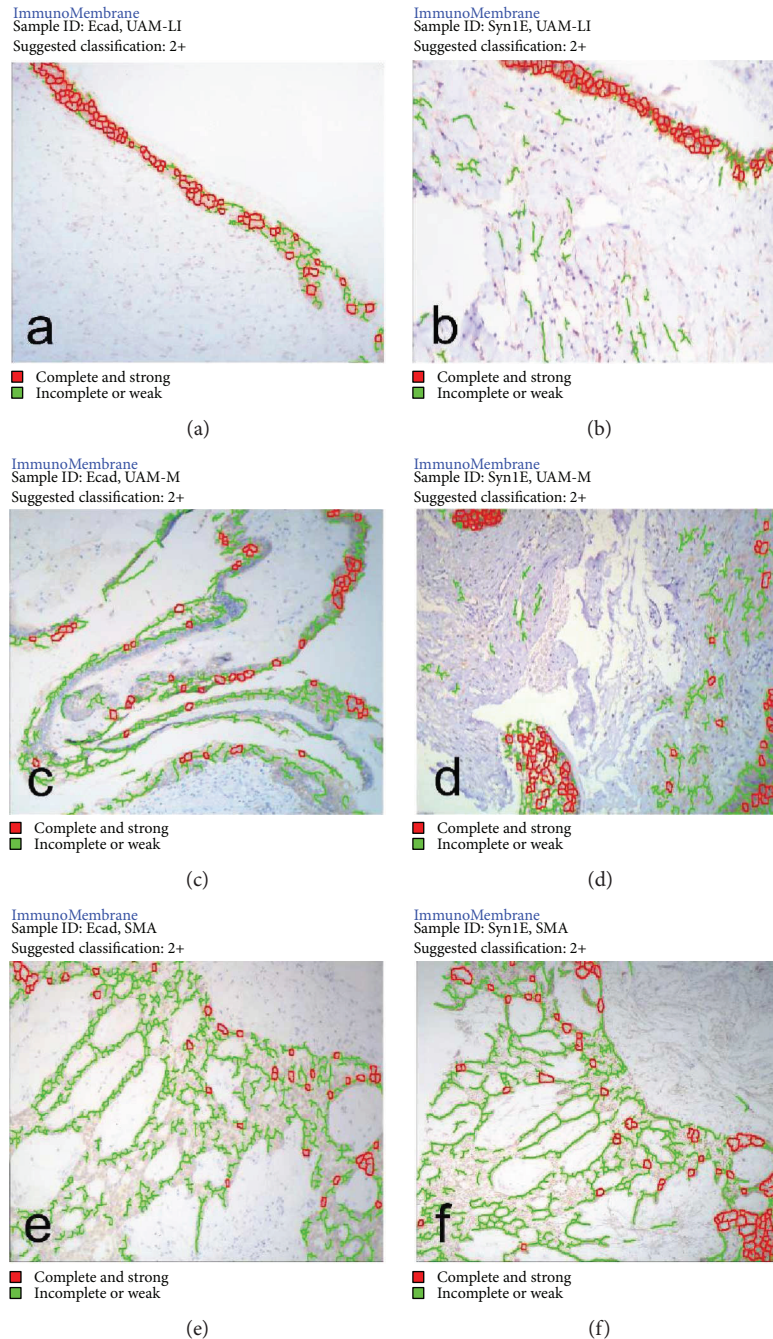 ImmunoMembrane
Sample ID: Ecad, UAM-LI
Suggested classification: 2+
a
Complete and strong
Incomplete or weak
(a)
ImmunoMembrane
Sample ID: Syn1E, UAM-LI
Suggested classification: 2+
b
Complete and strong
Incomplete or weak
(b)
ImmunoMembrane
Sample ID: Ecad, UAM-M
Suggested classification: 2+
c
Complete and strong
Incomplete or weak
(c)
ImmunoMembrane
Sample ID: Syn1E, UAM-M
Suggested classification: 2+
d
Complete and strong
Incomplete or weak
(d)
ImmunoMembrane
Sample ID: Ecad, SMA
Suggested classification: 2+
e
Complete and strong
Incomplete or weak
(e)
ImmunoMembrane
Sample ID: Syn1E, SMA
Suggested classification: 2+
f
Complete and strong
Incomplete or weak
(f)